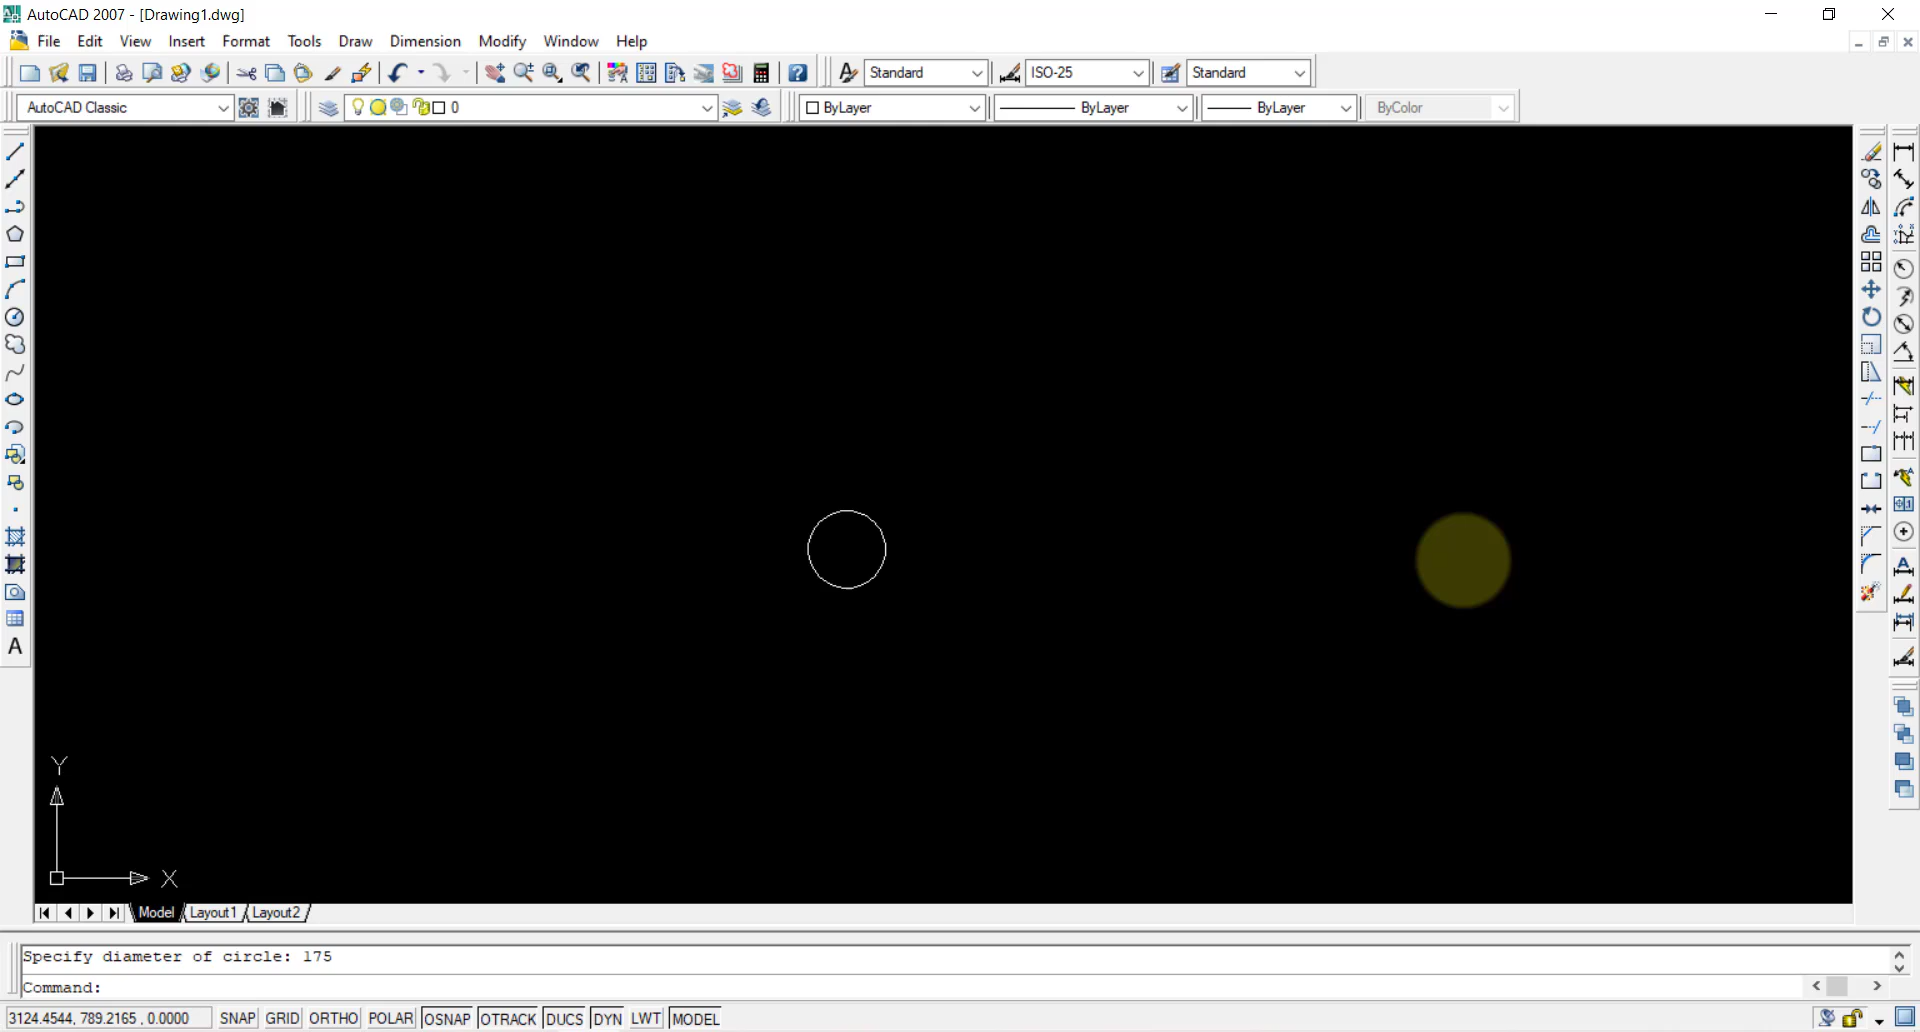 AutoCAD 2007 - [Drawing1.dwg]
File Edit View Insert Format Tools Draw Dimension Modify Window Help
Standard ISO-25 Standard
AutoCAD Classic 0 ByLayer ByLayer ByLayer ByColor
Y
X
Model Layout1 Layout2
Specify diameter of circle: 175
Command:
3124.4544, 789.2165 , 0.0000 SNAP GRID ORTHO POLAR OSNAP OTRACK DUCS DYN LWT MODEL